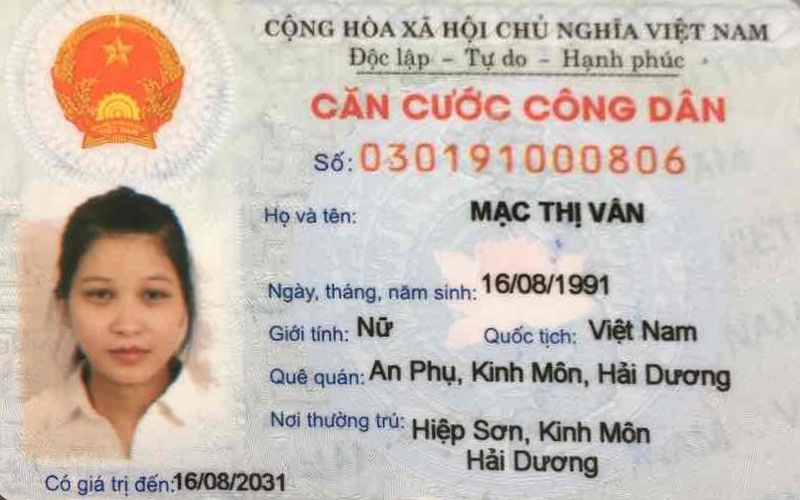 CỘNG HÒA XÃ HỘI CHỦ NGHĨA VIỆT NAM
Độc lập - Tự do - Hạnh phúc
CĂN CƯỚC CÔNG DÂN
Số: 030191000806
Họ và tên: MẠC THỊ VÂN
Ngày, tháng, năm sinh: 16/08/1991
Giới tính: Nữ Quốc tịch: Việt Nam
Quê quán: An Phụ, Kinh Môn, Hải Dương
Nơi thường trú: Hiệp Sơn, Kinh Môn
Hải Dương
Có giá trị đến: 16/08/2031